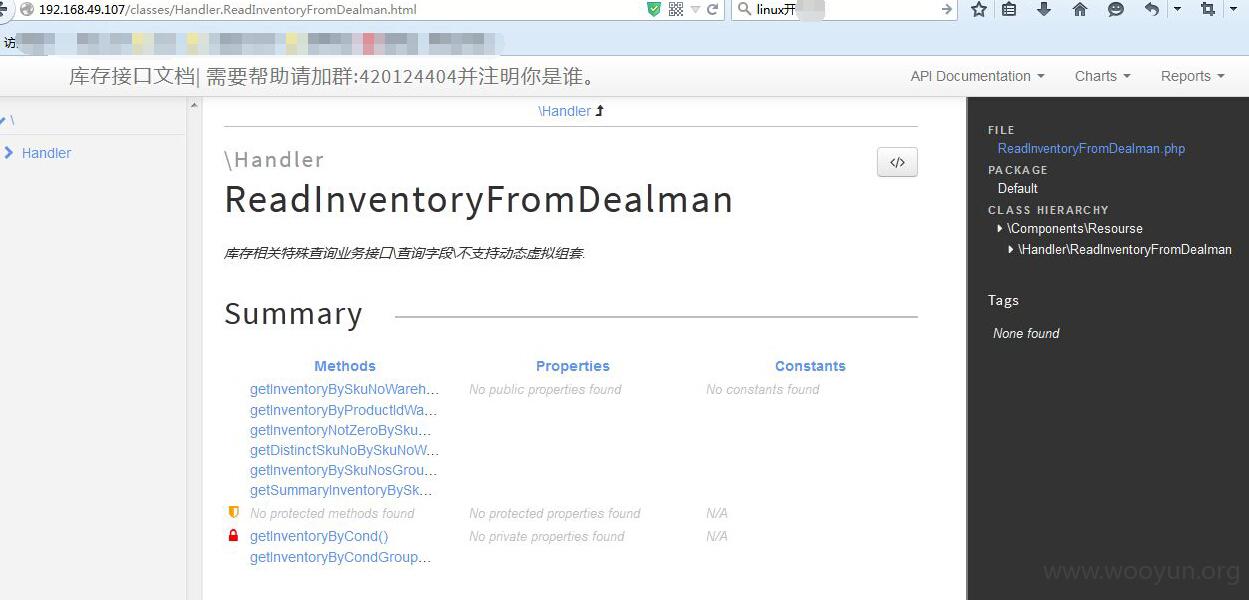 192.168.49.107/classes/Handler.ReadInventoryFromDealman.html
linux开
访
库存接口文档| 需要帮助请加群:420124404并注明你是谁。
API Documentation Charts Reports
\
Handler
\Handler
\Handler
ReadInventoryFromDealman
库存相关特殊查询业务接口\查询字段\不支持动态虚拟组套.
Summary
Methods Properties Constants
getInventoryBySkuNoWareh... No public properties found No constants found
getInventoryByProductIdWa...
getInventoryNotZeroBySku...
getDistinctSkuNoBySkuNoW...
getInventoryBySkuNosGrou...
getSummaryInventoryBySk...
No protected methods found No protected properties found N/A
getInventoryByCond() No private properties found N/A
getInventoryByCondGroup...
</>
FILE
ReadInventoryFromDealman.php
PACKAGE
Default
CLASS HIERARCHY
\Components\Resourse
\Handler\ReadInventoryFromDealman
Tags
None found
www.wooyun.org